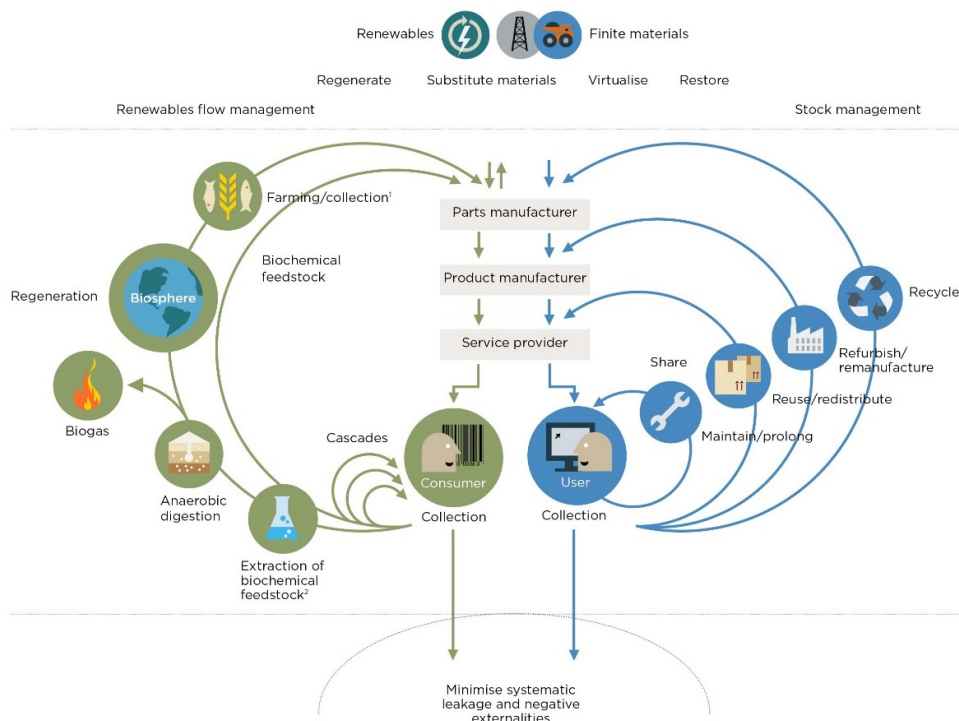 Renewables
Finite materials
Regenerate
Substitute materials
Virtualise
Restore
Renewables flow management
Stock management
Farming/collection¹
Parts manufacturer
Biochemical
feedstock
Product manufacturer
Regeneration
Biosphere
Recycle
Service provider
Share
Refurbish/
remanufacture
Reuse/redistribute
Biogas
Cascades
Maintain/prolong
Consumer
User
Anaerobic
digestion
Collection
Collection
Extraction of
biochemical
feedstock²
Minimise systematic
leakage and negative
externalities